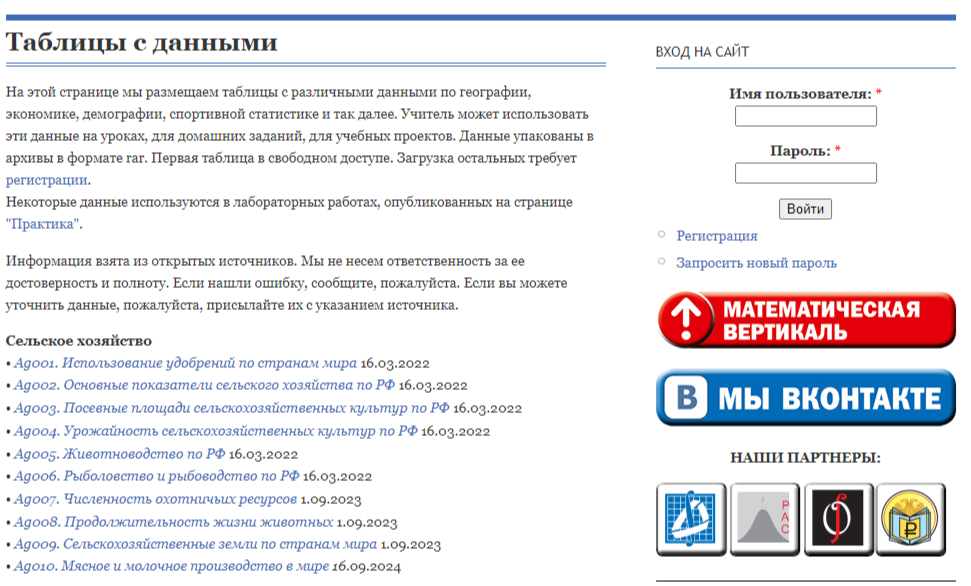 Таблицы с данными
На этой странице мы размещаем таблицы с различными данными по географии,
экономике, демографии, спортивной статистике и так далее. Учитель может использовать
эти данные на уроках, для домашних заданий, для учебных проектов. Данные упакованы в
архивы в формате rar. Первая таблица в свободном доступе. Загрузка остальных требует
регистрации.
Некоторые данные используются в лабораторных работах, опубликованных на странице
"Практика".
Информация взята из открытых источников. Мы не несем ответственность за ее
достоверность и полноту. Если нашли ошибку, сообщите, пожалуйста. Если вы можете
уточнить данные, пожалуйста, присылайте их с указанием источника.
Сельское хозяйство
• Ag001. Использование удобрений по странам мира 16.03.2022
• Ag002. Основные показатели сельского хозяйства по РФ 16.03.2022
• Ag003. Посевные площади сельскохозяйственных культур по РФ 16.03.2022
• Ag004. Урожайность сельскохозяйственных культур по РФ 16.03.2022
• Ag005. Животноводство по РФ 16.03.2022
• Ag006. Рыболовство и рыбоводство по РФ 16.03.2022
• Ag007. Численность охотничьих ресурсов 1.09.2023
• Ag008. Продолжительность жизни животных 1.09.2023
• Ag009. Сельскохозяйственные земли по странам мира 1.09.2023
• Ag010. Мясное и молочное производство в мире 16.09.2024
ВХОД НА САЙТ
Имя пользователя: *
Пароль: *
Войти
Регистрация
Запросить новый пароль
МАТЕМАТИЧЕСКАЯ
ВЕРТИКАЛЬ
В МЫ ВКОНТАКТЕ
НАШИ ПАРТНЕРЫ:
РАС